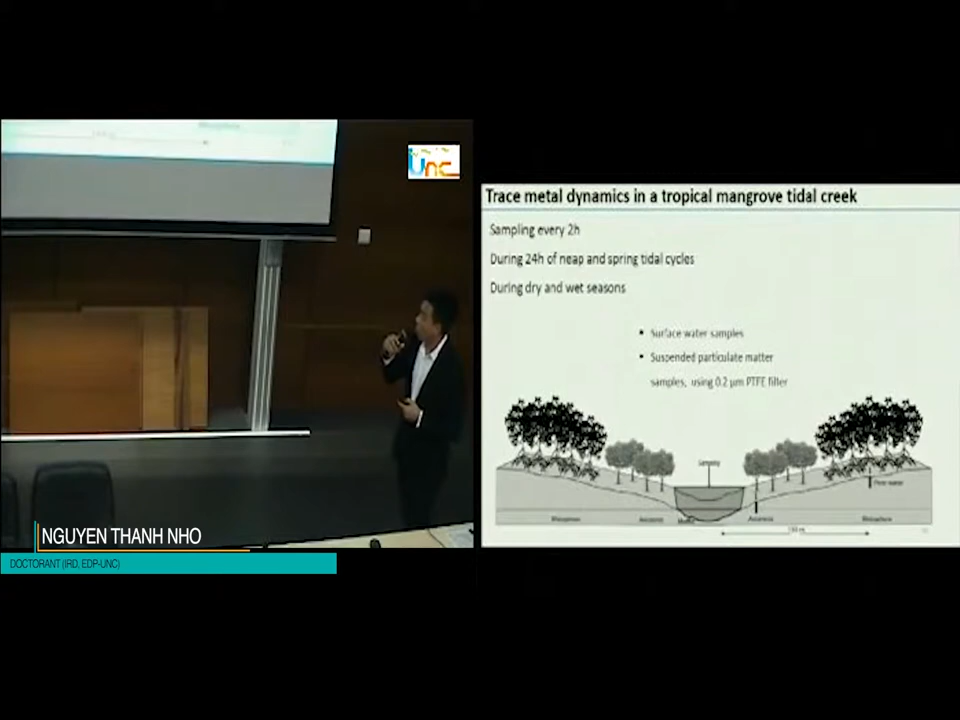 Unc
NGUYEN THANH NHO
DOCTORANT (IRD, EDP-UNC)
Trace metal dynamics in a tropical mangrove tidal creek
Sampling every 2h
During 24h of neap and spring tidal cycles
During dry and wet seasons
▪ Surface water samples
▪ Suspended particulate matter
samples, using 0.2 µm PTFE filter
Pore water
Avicennia
Rhizophora